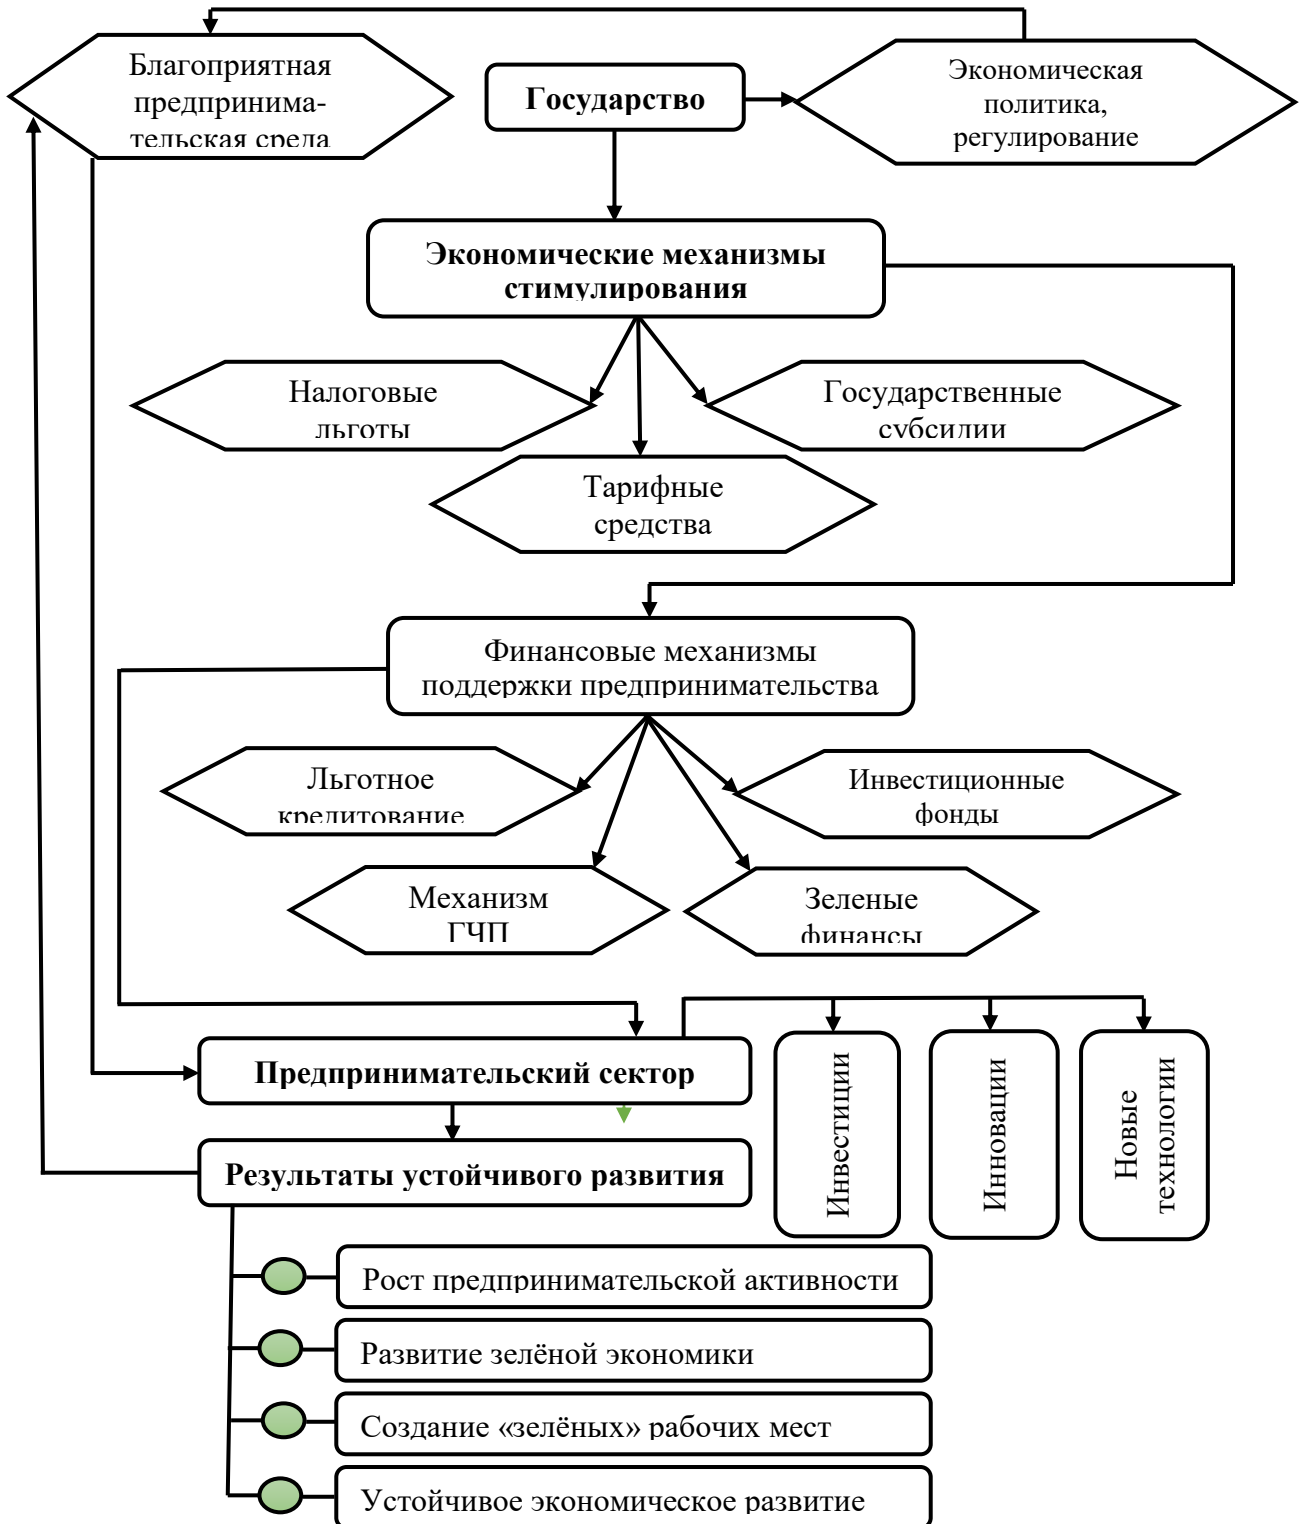 Благоприятная
предпринима-
тельская среда
Государство
Экономическая
политика,
регулирование
Экономические механизмы
стимулирования
Налоговые
льготы
Государственные
субсидии
Тарифные
средства
Финансовые механизмы
поддержки предпринимательства
Льготное
кредитование
Инвестиционные
фонды
Механизм
ГЧП
Зеленые
финансы
Предпринимательский сектор
Инвестиции
Инновации
Новые
технологии
Результаты устойчивого развития
Рост предпринимательской активности
Развитие зелёной экономики
Создание «зелёных» рабочих мест
Устойчивое экономическое развитие